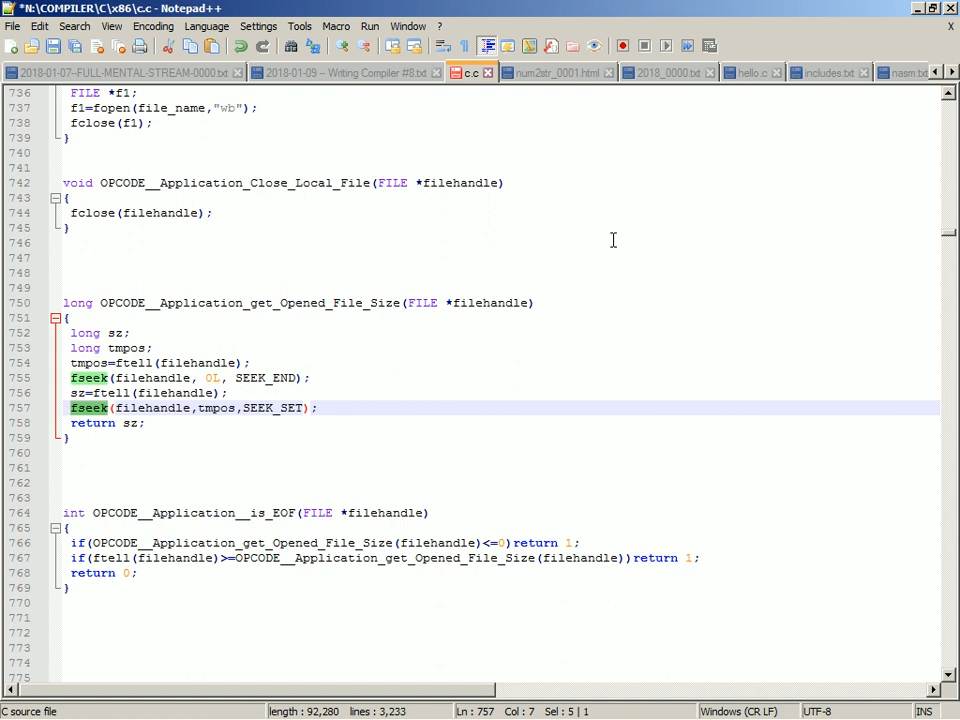 *N:\COMPILER\C\x86\c.c - Notepad++
File Edit Search View Encoding Language Settings Tools Macro Run Window ? X
2018-01-07-FULL-MENTAL-STREAM-0000.txt 2018-01-09 -- Writing Compiler #8.txt c.c num2str_0001.html 2018_0000.txt hello.c includes.txt nasm.tx
736 FILE *f1;
737 f1=fopen(file_name,"wb");
738 fclose(f1);
739 }
740
741
742 void OPCODE__Application_Close_Local_File(FILE *filehandle)
743 {
744 fclose(filehandle);
745 }
746
747
748
749
750 long OPCODE__Application_get_Opened_File_Size(FILE *filehandle)
751 {
752 long sz;
753 long tmpos;
754 tmpos=ftell(filehandle);
755 fseek(filehandle, 0L, SEEK_END);
756 sz=ftell(filehandle);
757 fseek(filehandle,tmpos,SEEK_SET);
758 return sz;
759 }
760
761
762
763
764 int OPCODE__Application__is_EOF(FILE *filehandle)
765 {
766 if(OPCODE__Application_get_Opened_File_Size(filehandle)<=0)return 1;
767 if(ftell(filehandle)>=OPCODE__Application_get_Opened_File_Size(filehandle))return 1;
768 return 0;
769 }
770
771
772
773
774
775
C source file length : 92,280 lines : 3,233 Ln : 757 Col : 7 Sel : 5 | 1 Windows (CR LF) UTF-8 INS